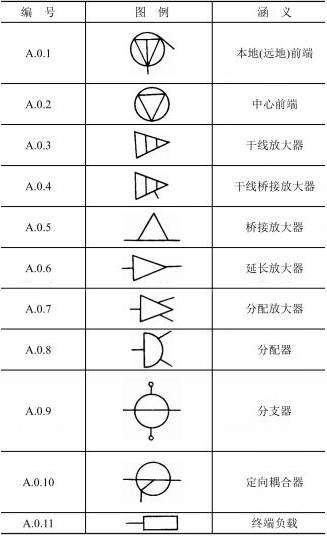 编号 图例 涵义
A.0.1 本地(远地)前端
A.0.2 中心前端
A.0.3 干线放大器
A.0.4 干线桥接放大器
A.0.5 桥接放大器
A.0.6 延长放大器
A.0.7 分配放大器
A.0.8 分配器
A.0.9 分支器
A.0.10 定向耦合器
A.0.11 终端负载